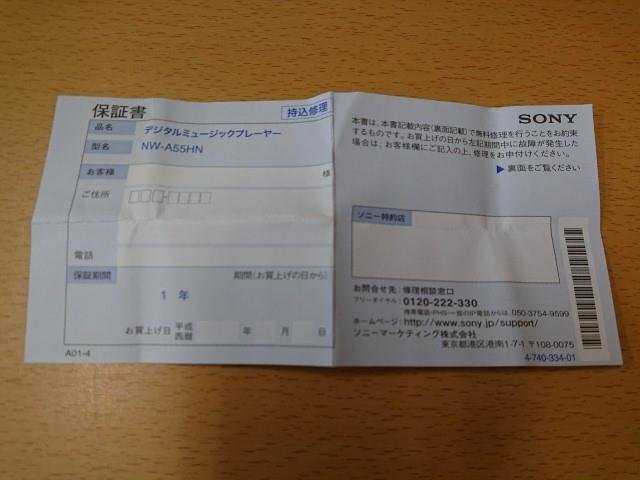 保証書
持込修理
品名 デジタルミュージックプレーヤー
型名 NW-A55HN
お客様 様
ご住所
電話
保証期間 期間(お買上げの日から)
1 年
お買上げ日 平成 西暦 年 月 日
A01-4
SONY
本書は、本書記載内容(裏面記載)で無料修理を行うことをお約束
するものです。お買上げの日から左記期間中に故障が発生した
場合は、お客様欄にご記入の上、修理をお申付けください。
▶ 裏面をご覧ください
ソニー特約店
お問合せ先:修理相談窓口
フリーダイヤル:0120-222-330
携帯電話・PHS・一部のIP電話からは 050-3754-9599
ホームページ:http://www.sony.jp/support/
ソニーマーケティング株式会社
東京都港区港南1-7-1 〒108-0075
4-740-334-01